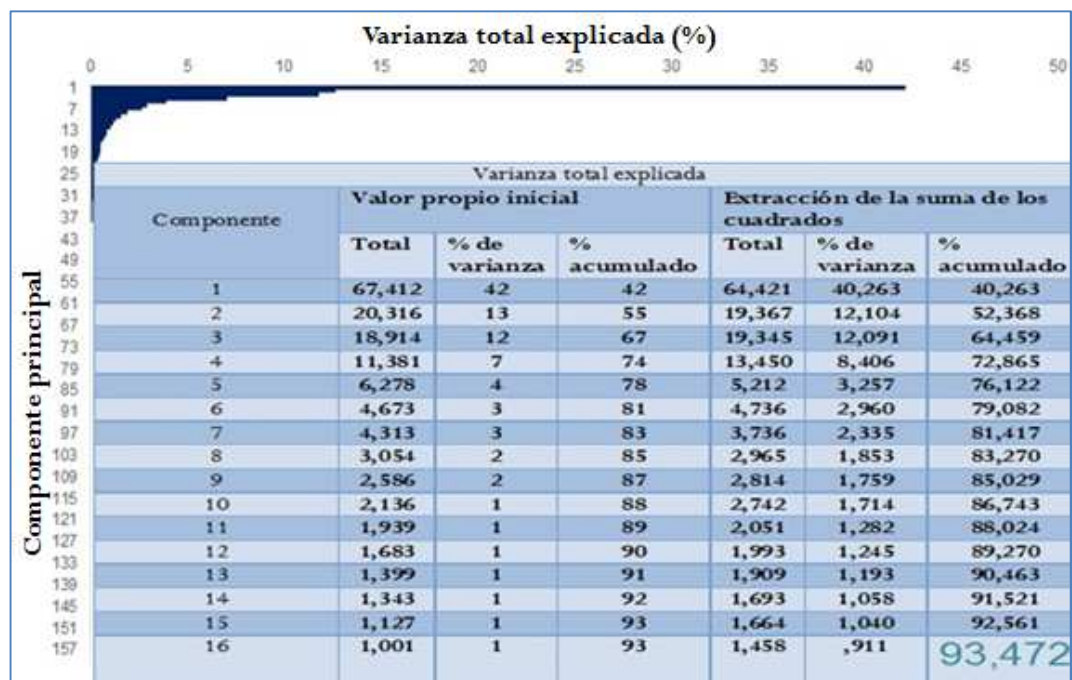 Varianza total explicada (%)
0 5 10 15 20 25 30 35 40 45 50
Componente principal
1
7
13
19
25
31
37
43
49
55
61
67
73
79
85
91
97
103
109
115
121
127
133
139
145
151
157
Varianza total explicada
Componente
Valor propio inicial
Extracción de la suma de los
cuadrados
Total % de % Total % de %
varianza acumulado varianza acumulado
1 67,412 42 42 64,421 40,263 40,263
2 20,316 13 55 19,367 12,104 52,368
3 18,914 12 67 19,345 12,091 64,459
4 11,381 7 74 13,450 8,406 72,865
5 6,278 4 78 5,212 3,257 76,122
6 4,673 3 81 4,736 2,960 79,082
7 4,313 3 83 3,736 2,335 81,417
8 3,054 2 85 2,965 1,853 83,270
9 2,586 2 87 2,814 1,759 85,029
10 2,136 1 88 2,742 1,714 86,743
11 1,939 1 89 2,051 1,282 88,024
12 1,683 1 90 1,993 1,245 89,270
13 1,399 1 91 1,909 1,193 90,463
14 1,343 1 92 1,693 1,058 91,521
15 1,127 1 93 1,664 1,040 92,561
16 1,001 1 93 1,458 ,911 93,472